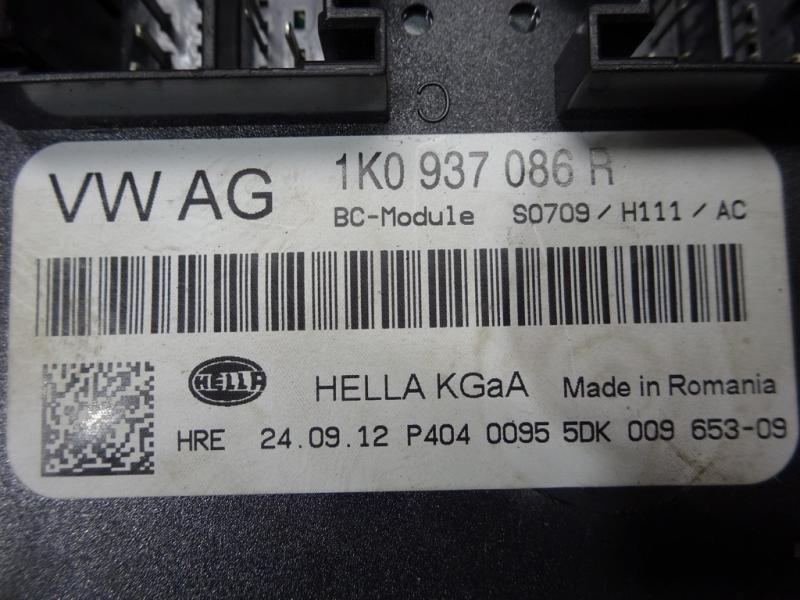 C
VW AG
1K0 937 086 R
BC-Module S0709/H111/AC
HELLA
HELLA KGaA Made in Romania
HRE 24.09.12 P404 0095 5DK 009 653-09